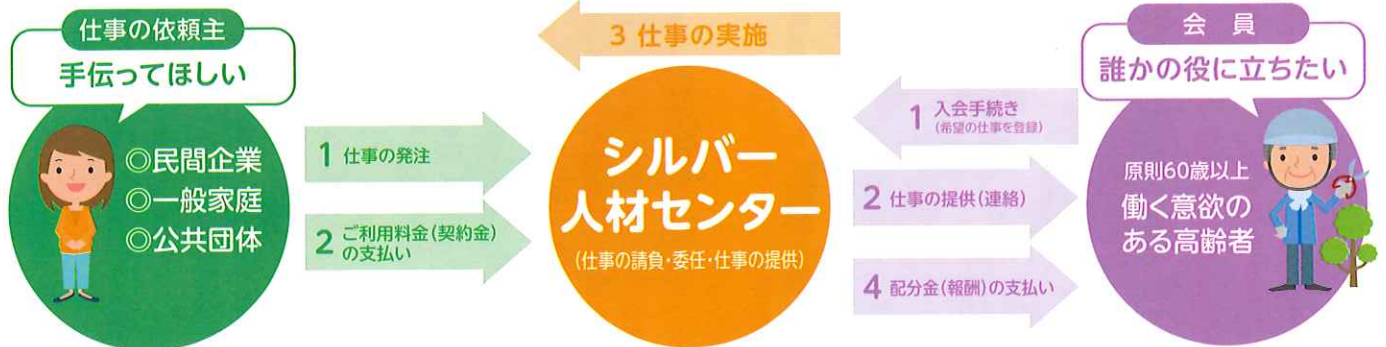 仕事の依頼主
手伝ってほしい
◎民間企業
◎一般家庭
◎公共団体
1 仕事の発注
2 ご利用料金(契約金)
の支払い
3 仕事の実施
シルバー
人材センター
(仕事の請負・委任・仕事の提供)
1 入会手続き
(希望の仕事を登録)
2 仕事の提供(連絡)
4 配分金(報酬)の支払い
会員
誰かの役に立ちたい
原則60歳以上
働く意欲の
ある高齢者